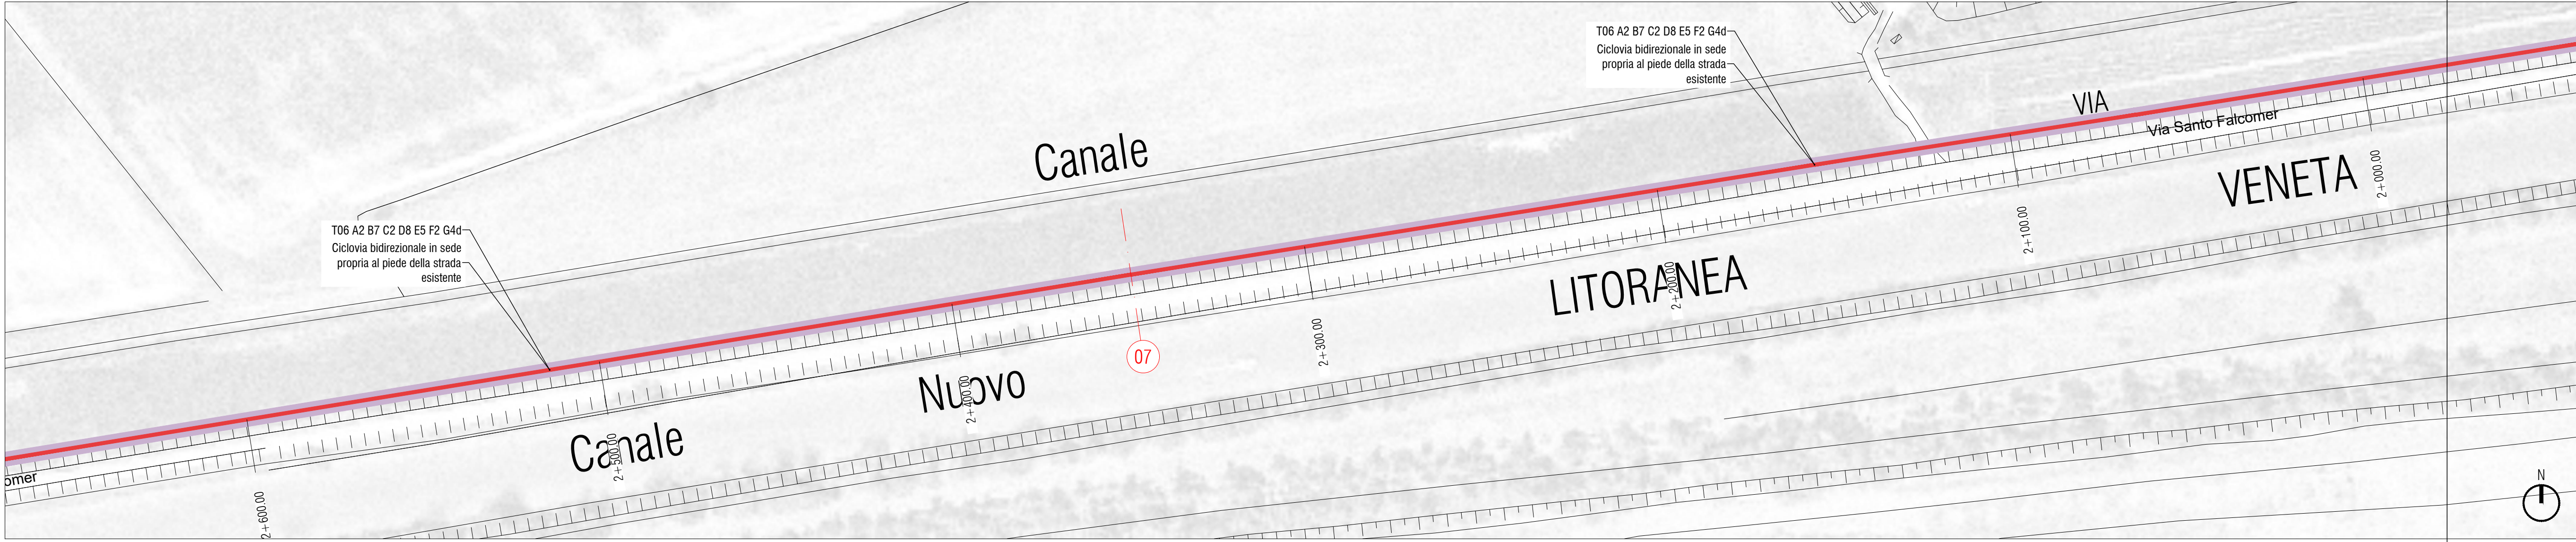 T06 A2 B7 C2 D8 E5 F2 G4d
Ciclovia bidirezionale in sede
propria al piede della strada
esistente
VIA
Via Santo Falcomer
Canale
VENETA
2+000.00
T06 A2 B7 C2 D8 E5 F2 G4d
Ciclovia bidirezionale in sede
propria al piede della strada
esistente
2+100.00
LITORANEA
2+200.00
2+300.00
07
Nuovo
2+400.00
Canale
2+500.00
omer
2+600.00
N